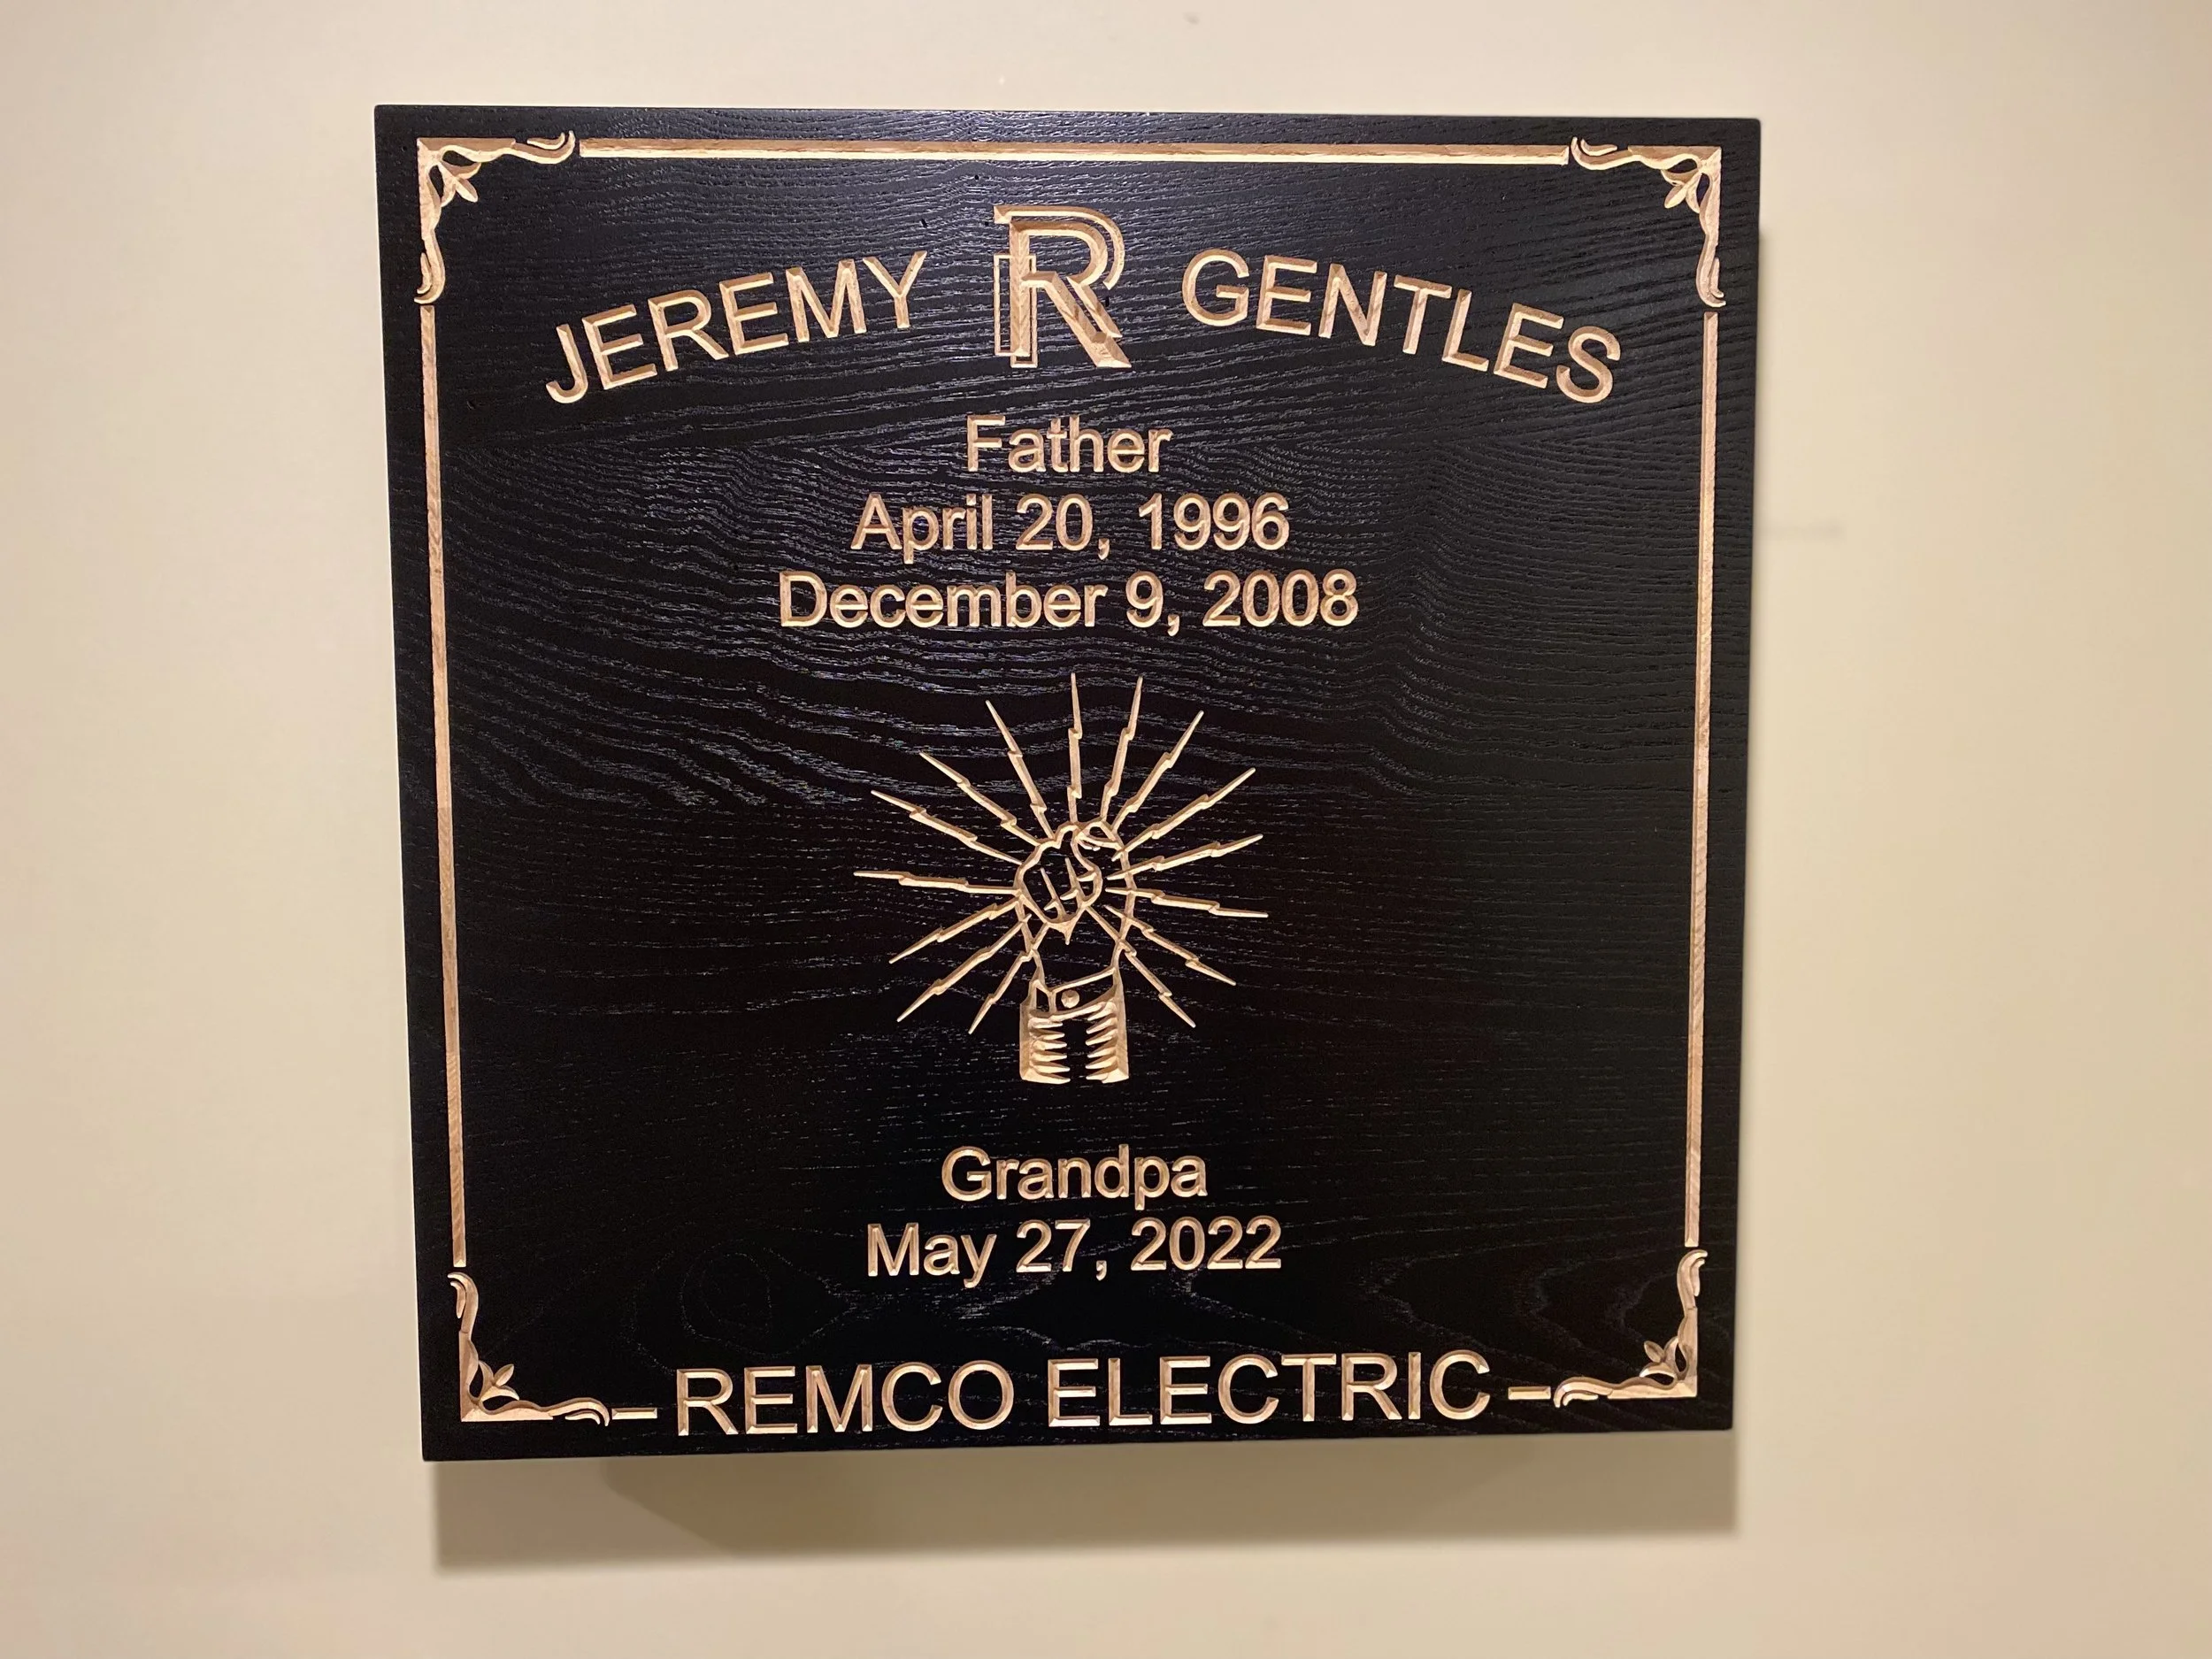 JEREMY R GENTLES
Father
April 20, 1996
December 9, 2008
Grandpa
May 27, 2022
REMCO ELECTRIC